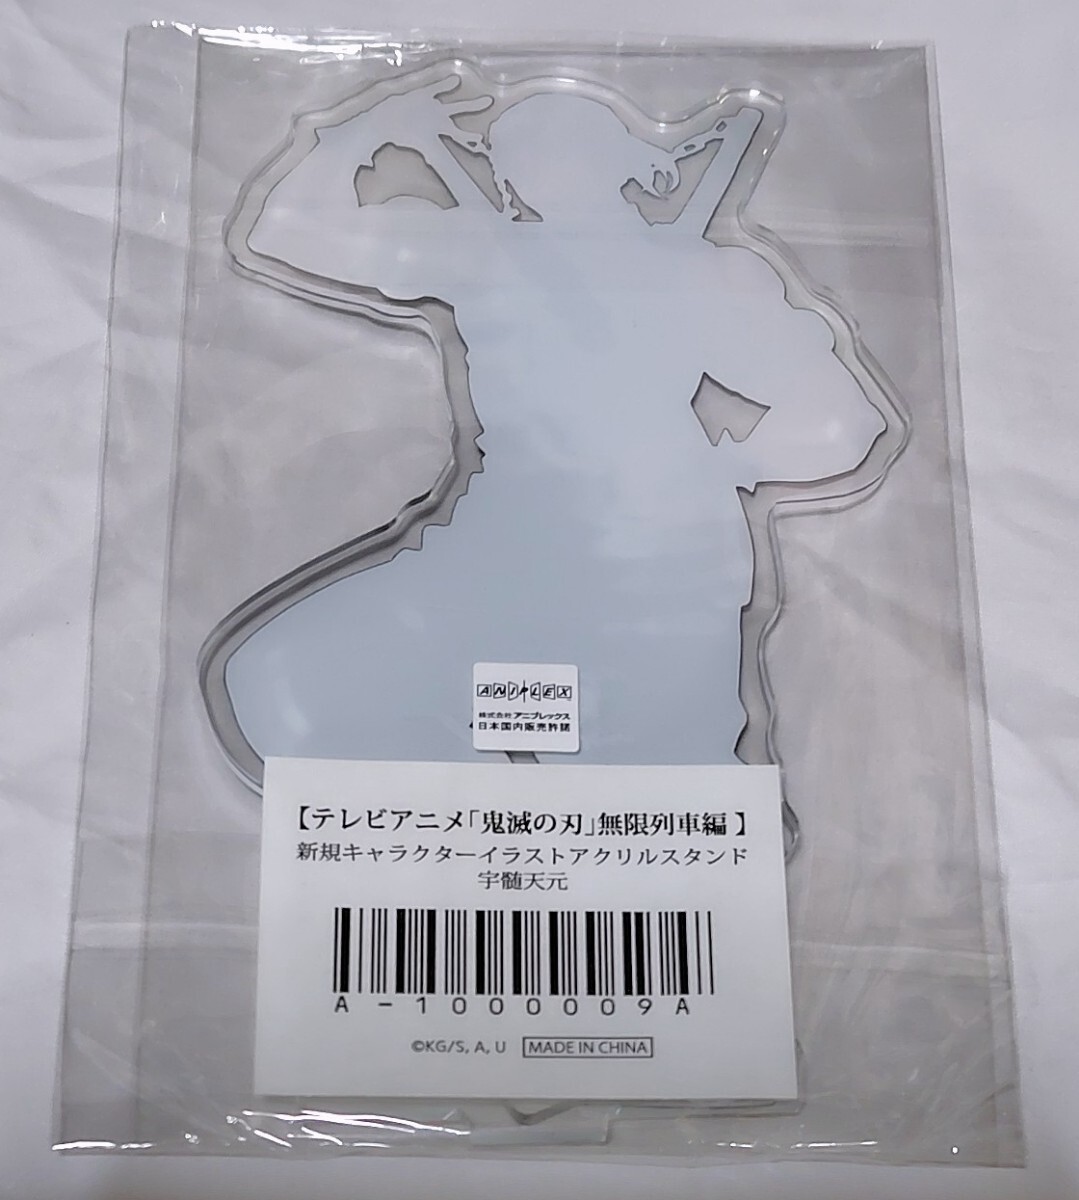 ANIPLEX
株式会社アニプレックス
日本国内販売許諾
【テレビアニメ「鬼滅の刃」無限列車編】
新規キャラクターイラストアクリルスタンド
宇髄天元
A-1000009A
©KG/S, A, U MADE IN CHINA